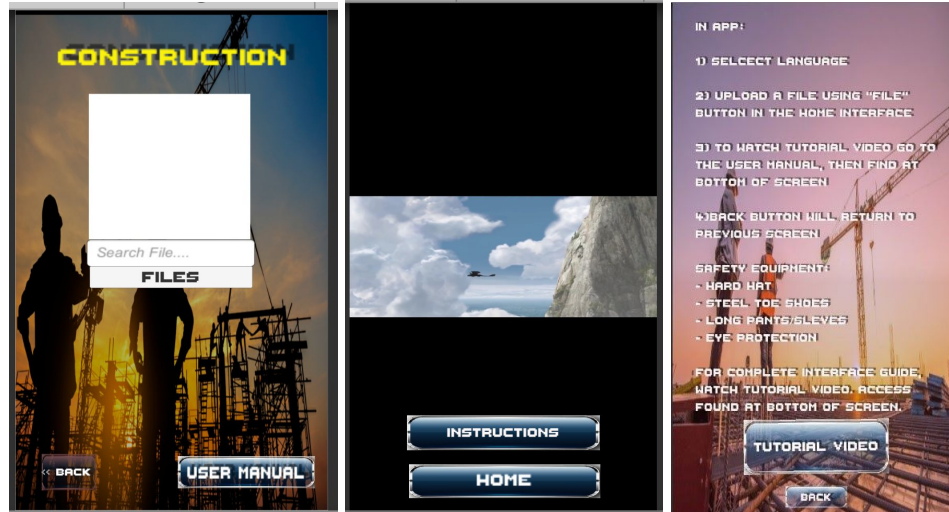 CONSTRUCTION
Search File....
FILES
<< BACK
USER MANUAL
INSTRUCTIONS
HOME
IN APP:
1) SELCECT LANGUAGE
2) UPLOAD A FILE USING "FILE"
BUTTON IN THE HOME INTERFACE
3) TO WATCH TUTORIAL VIDEO GO TO
THE USER MANUAL, THEN FIND AT
BOTTOM OF SCREEN
4)BACK BUTTON WILL RETURN TO
PREVIOUS SCREEN
SAFETY EQUIPMENT:
- HARD HAT
- STEEL TOE SHOES
- LONG PANTS/SLEVES
- EYE PROTECTION
FOR COMPLETE INTERFACE GUIDE,
WATCH TUTORIAL VIDEO. ACCESS
FOUND AT BOTTOM OF SCREEN.
TUTORIAL VIDEO
BACK